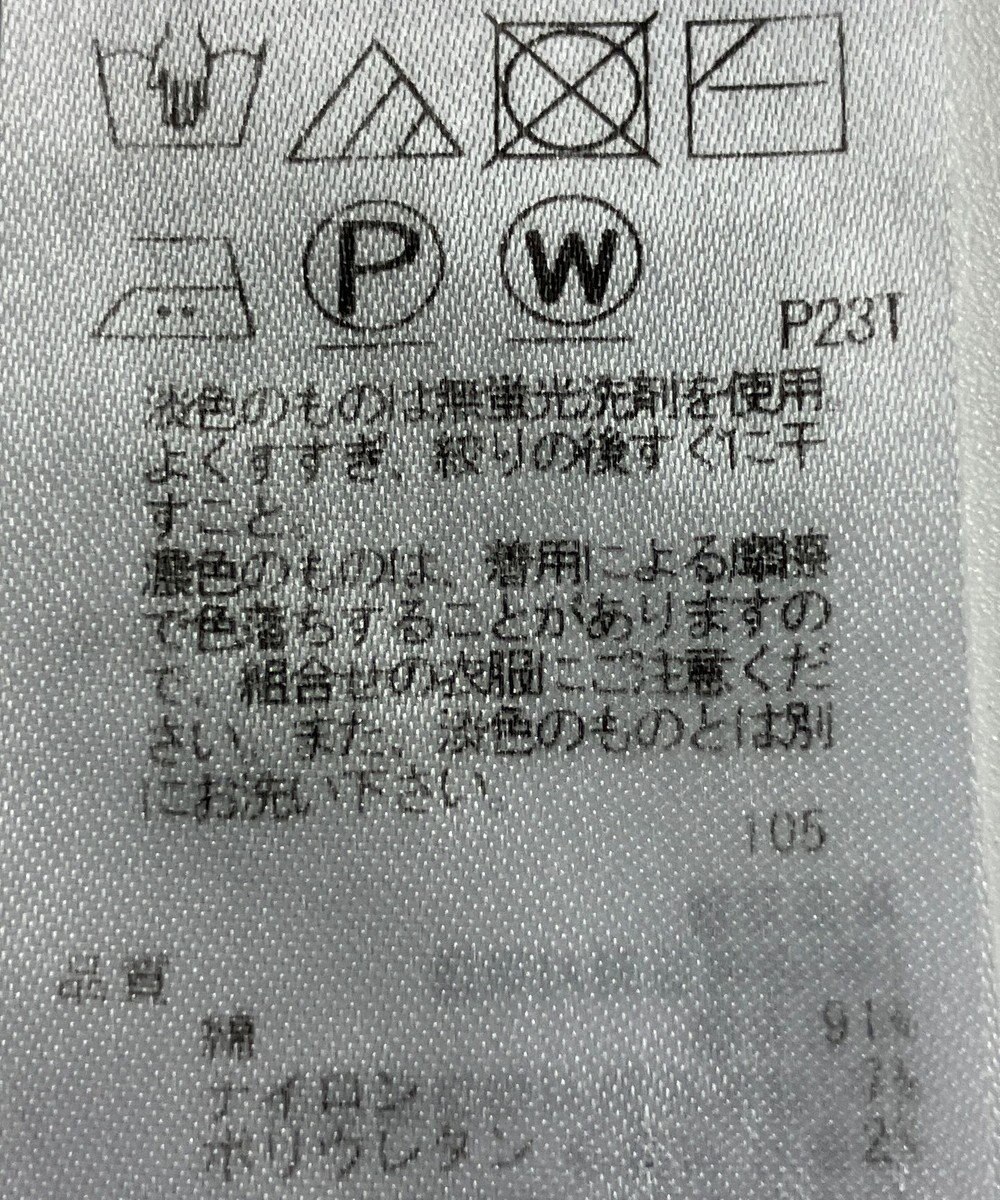 P
W
P23T
淡色のものは無蛍光洗剤を使用
よくすすぎ、絞りの後すぐに干
すこと。
濃色のものは、着用による摩擦
で色落ちすることがありますの
で、組合せの衣服にご注意くだ
さい。また、淡色のものとは別
にお洗い下さい。
105
品質
綿 91%
ナイロン 7%
ポリウレタン 2%